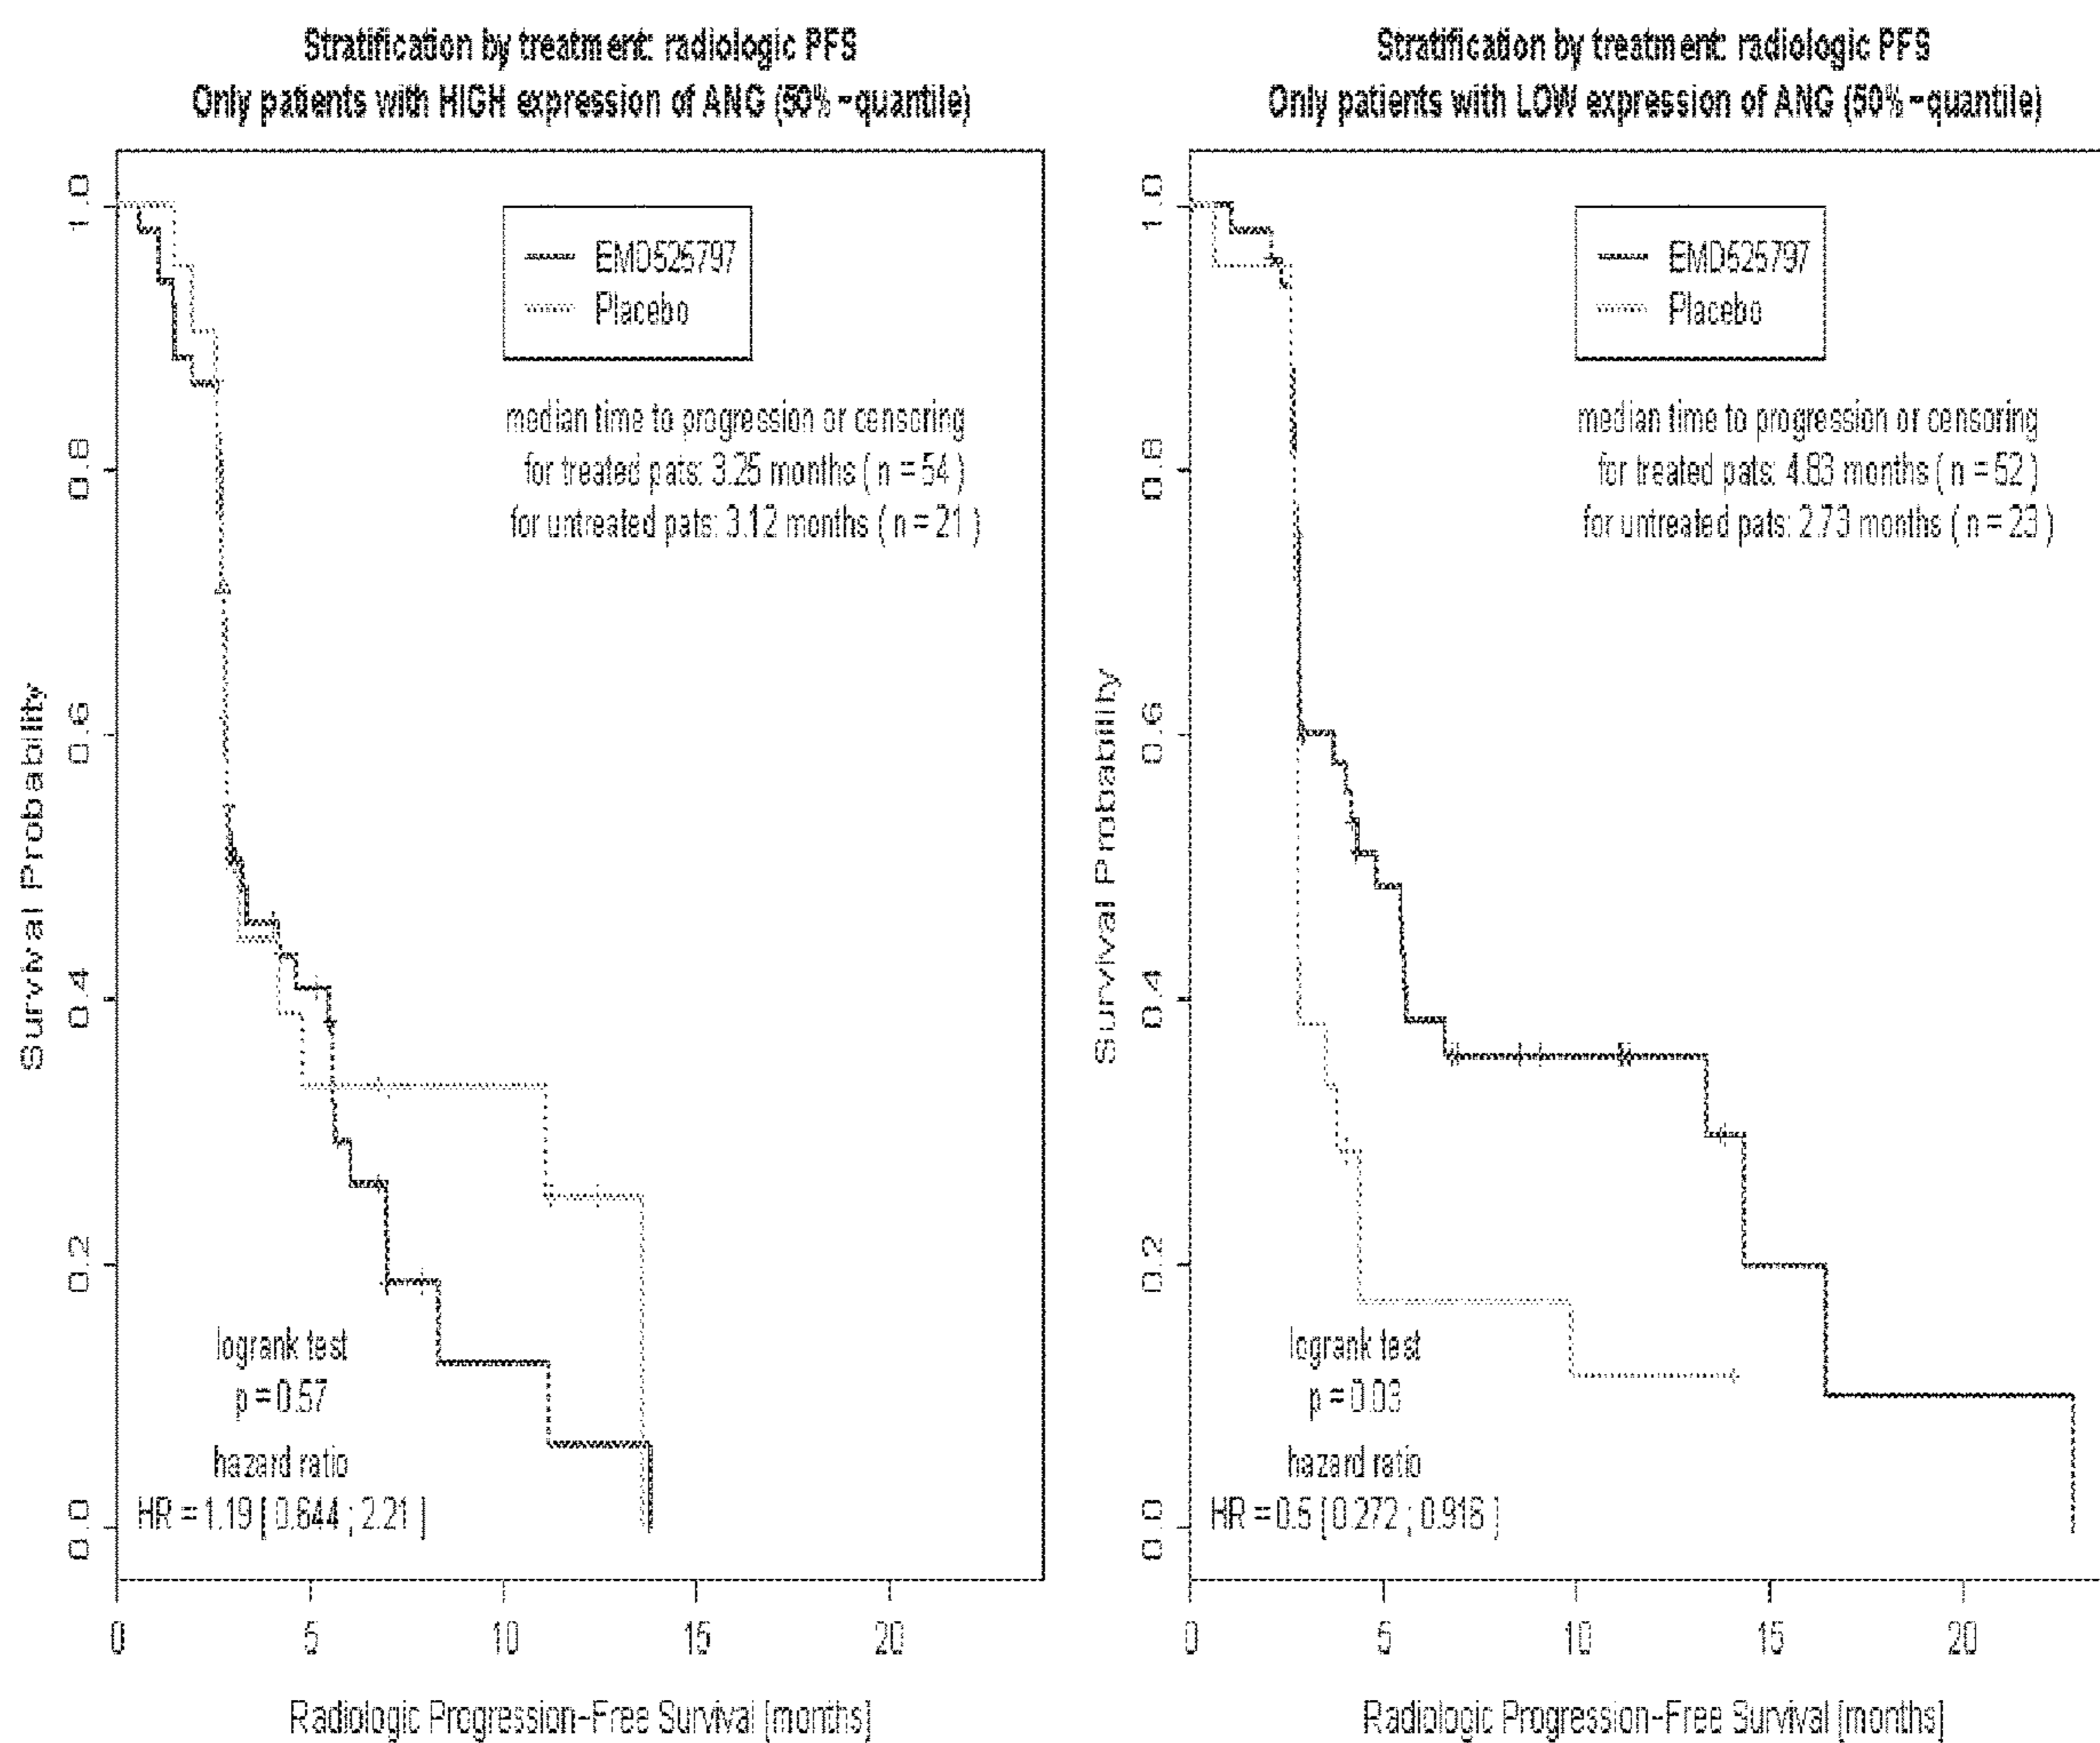 Stratification by treatment: radiologic PFS
Only patients with HIGH expression of ANG (50%-quantile)
1.0
0.8
0.6
0.4
0.2
0.0
Survival Probability
EMD525797
Placebo
median time to progression or censoring
for treated pats: 3.25 months ( n = 54 )
for untreated pats: 3.12 months ( n = 21 )
logrank test
p = 0.57
hazard ratio
HR = 1.19 [ 0.644 ; 2.21 ]
0 5 10 15 20
Radiologic Progression-Free Survival [months]
Stratification by treatment: radiologic PFS
Only patients with LOW expression of ANG (50%-quantile)
1.0
0.8
0.6
0.4
0.2
0.0
Survival Probability
EMD525797
Placebo
median time to progression or censoring
for treated pats: 4.83 months ( n = 52 )
for untreated pats: 2.73 months ( n = 23 )
logrank test
p = 0.03
hazard ratio
HR = 0.5 [ 0.272 ; 0.916 ]
0 5 10 15 20
Radiologic Progression-Free Survival [months]